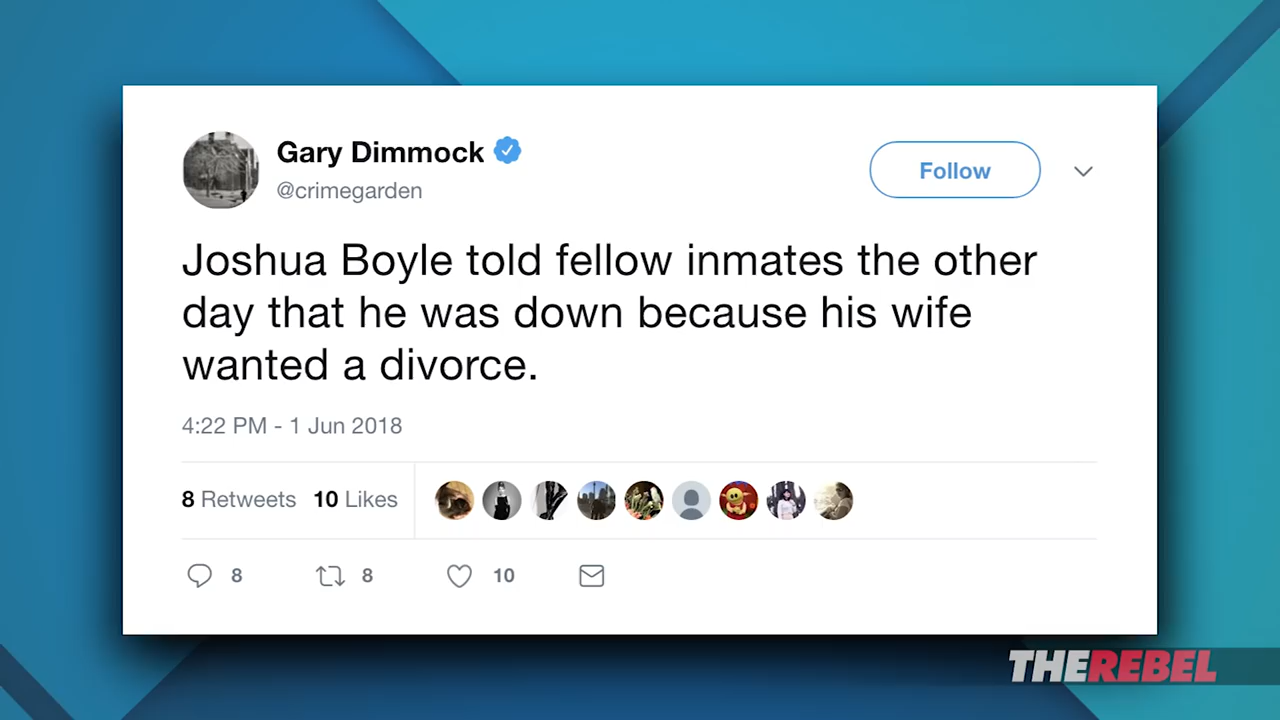 Gary Dimmock
@crimegarden
Follow
Joshua Boyle told fellow inmates the other
day that he was down because his wife
wanted a divorce.
4:22 PM - 1 Jun 2018
8 Retweets 10 Likes
8 8 10
THEREBEL